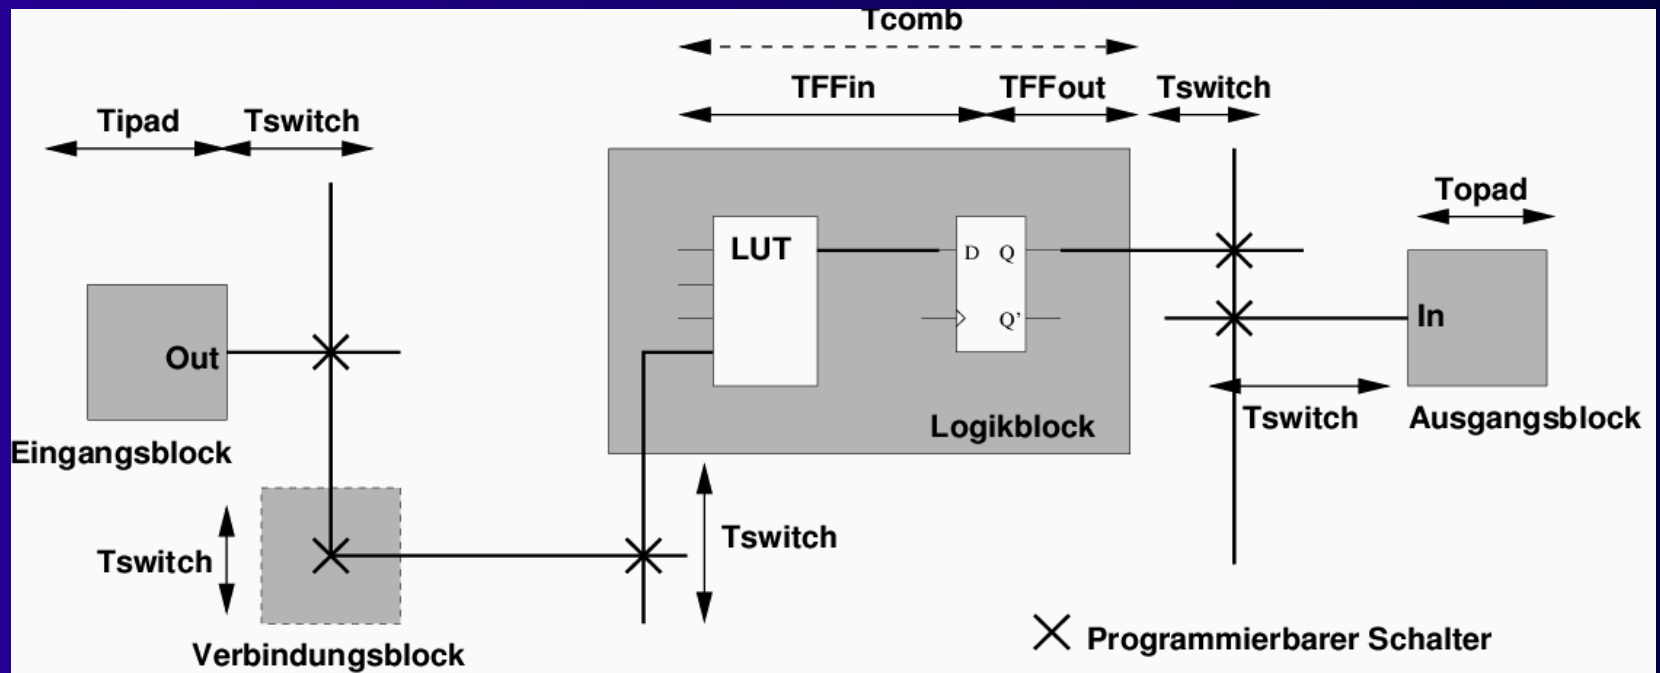 Tcomb
TFFin
TFFout
Tswitch
Tipad
Tswitch
Topad
LUT
D Q
Q'
Out
In
Logikblock
Tswitch
Ausgangsblock
Eingangsblock
Tswitch
Tswitch
Verbindungsblock
Programmierbarer Schalter